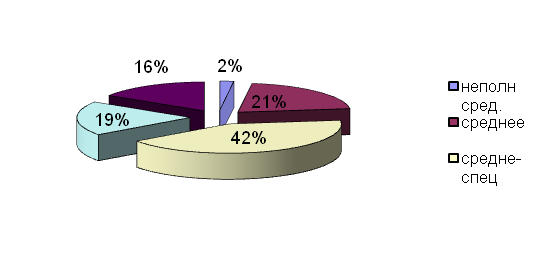 16%
2%
21%
19%
42%
неполн
сред.
среднее
средне-
спец